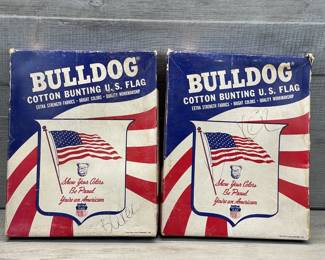 BULLDOG
COTTON BUNTING U.S. FLAG
EXTRA STRENGTH FABRICS • BRIGHT COLORS • QUALITY WORKMANSHIP
Show Your Colors
Be Proud
You're an American
BULLDOG
COTTON BUNTING U.S. FLAG
EXTRA STRENGTH FABRICS • BRIGHT COLORS • QUALITY WORKMANSHIP
Show Your Colors
Be Proud
You're an American